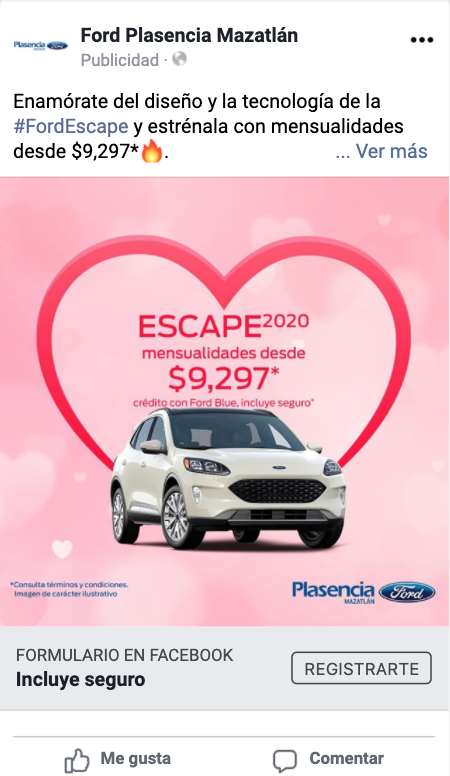 Plasencia Ford
MAZATLÁN
Ford Plasencia Mazatlán
Publicidad ·
Enamórate del diseño y la tecnología de la
#FordEscape y estrénala con mensualidades
desde $9,297*🔥.
... Ver más
ESCAPE2020
mensualidades desde
$9,297*
crédito con Ford Blue, incluye seguro*
*Consulta términos y condiciones.
Imagen de carácter ilustrativo
Plasencia Ford
MAZATLÁN
FORMULARIO EN FACEBOOK
Incluye seguro
REGISTRARTE
Me gusta
Comentar